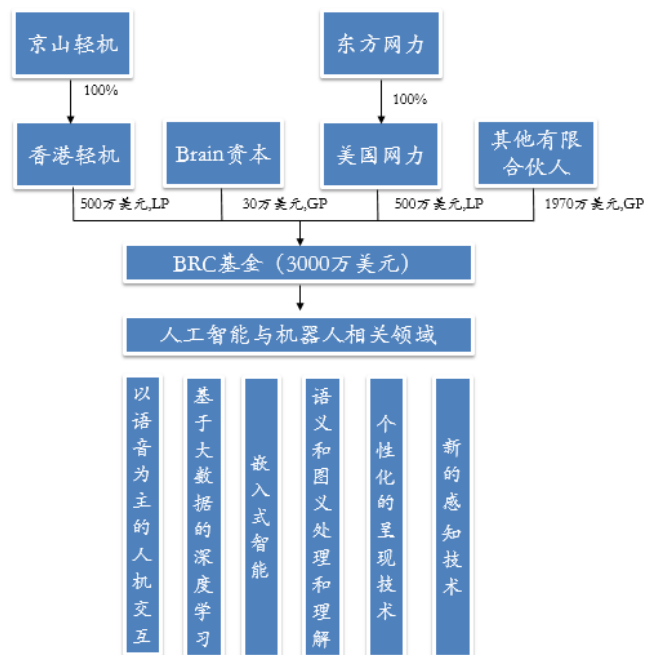 京山轻机
东方网力
100%
100%
香港轻机
Brain资本
美国网力
其他有限
合伙人
500万美元,LP
30万美元,GP
500万美元,LP
1970万美元,GP
BRC基金（3000万美元）
人工智能与机器人相关领域
以语音为主的人机交互
基于大数据的深度学习
嵌入式智能
语义和图义处理和理解
个性化的呈现技术
新的感知技术